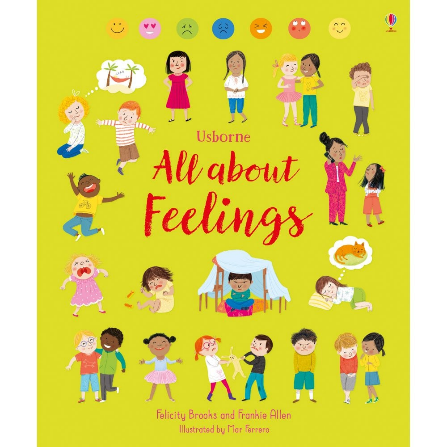 Usborne
All about
Feelings
Felicity Brooks and Frankie Allen
Illustrated by Mar Ferrero